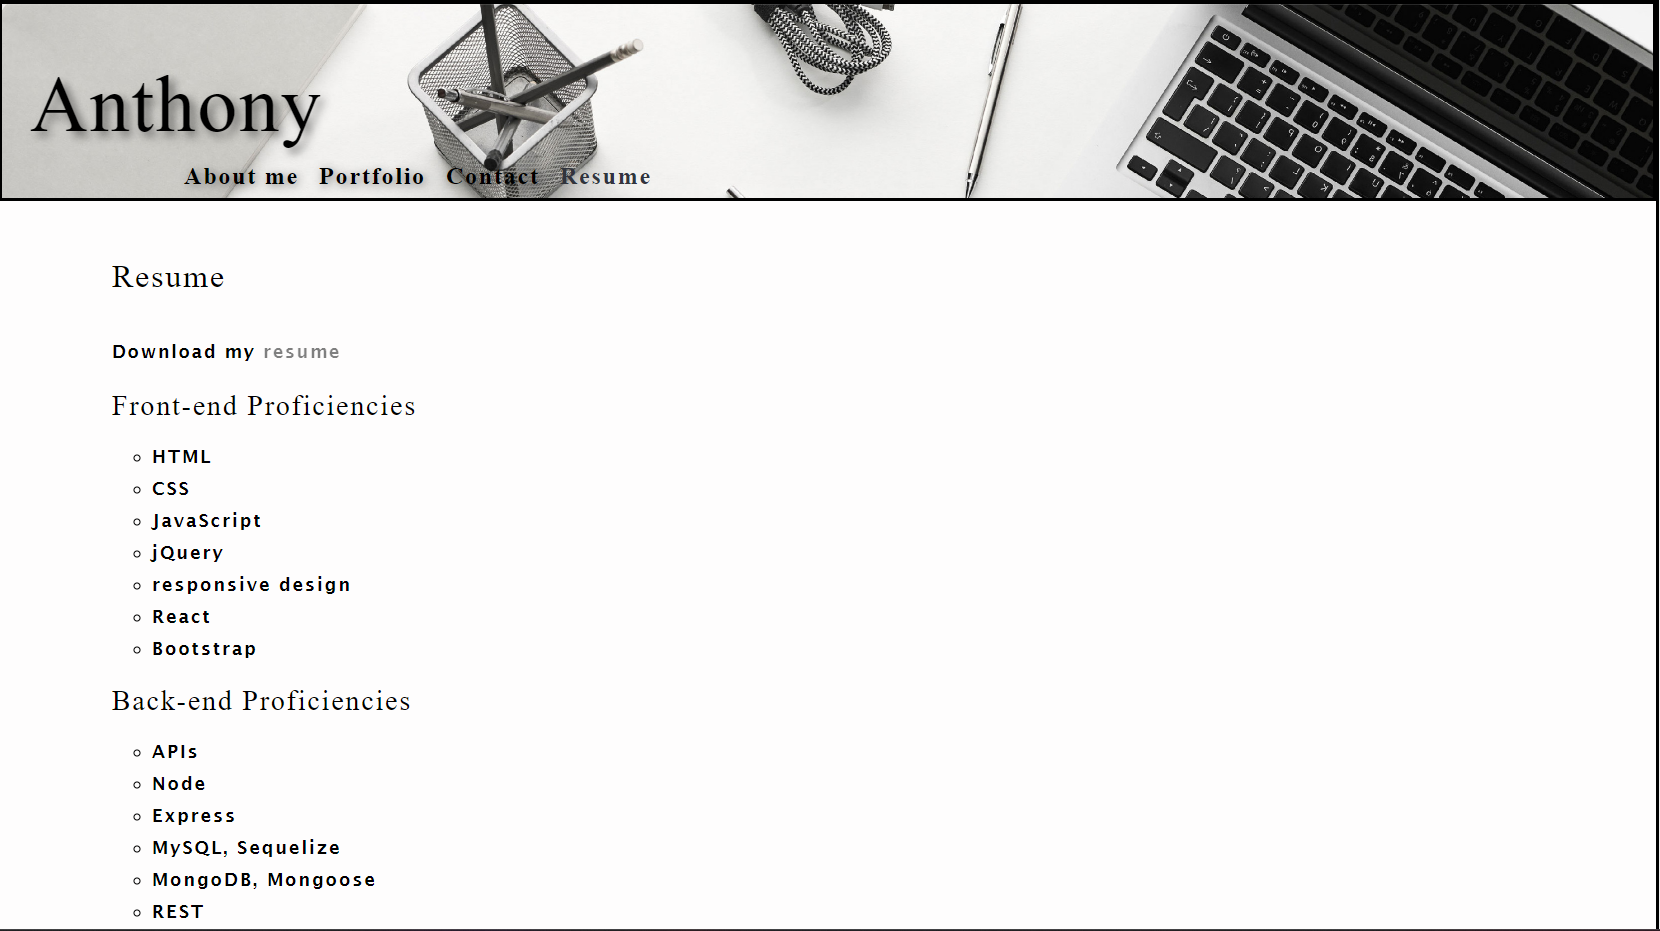 Anthony
About me Portfolio Contact Resume
Resume
Download my resume
Front-end Proficiencies
HTML
CSS
JavaScript
jQuery
responsive design
React
Bootstrap
Back-end Proficiencies
APIs
Node
Express
MySQL, Sequelize
MongoDB, Mongoose
REST